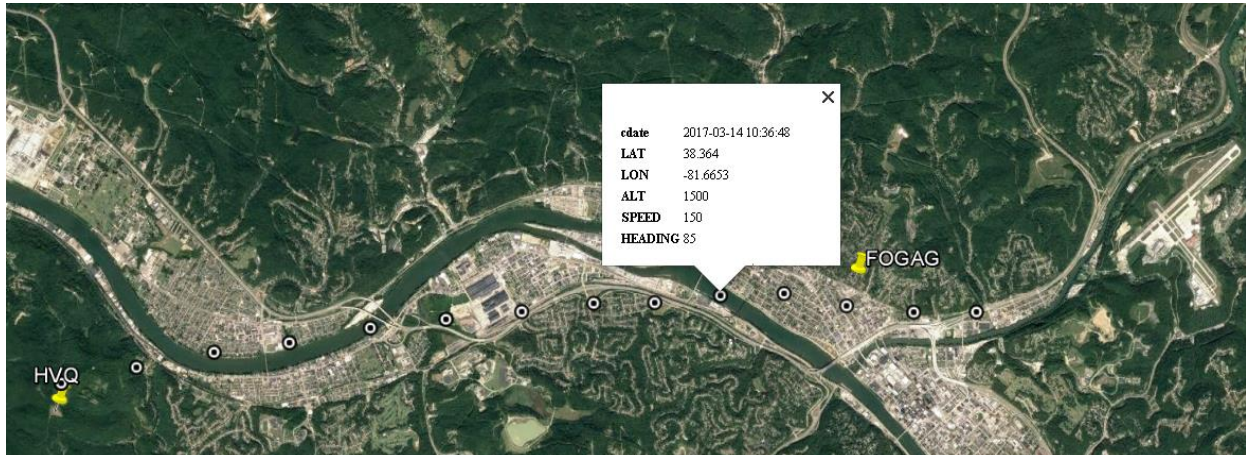 cdate 2017-03-14 10:36:48
LAT 38.364
LON -81.6653
ALT 1500
SPEED 150
HEADING 85
FOGAG
HVQ